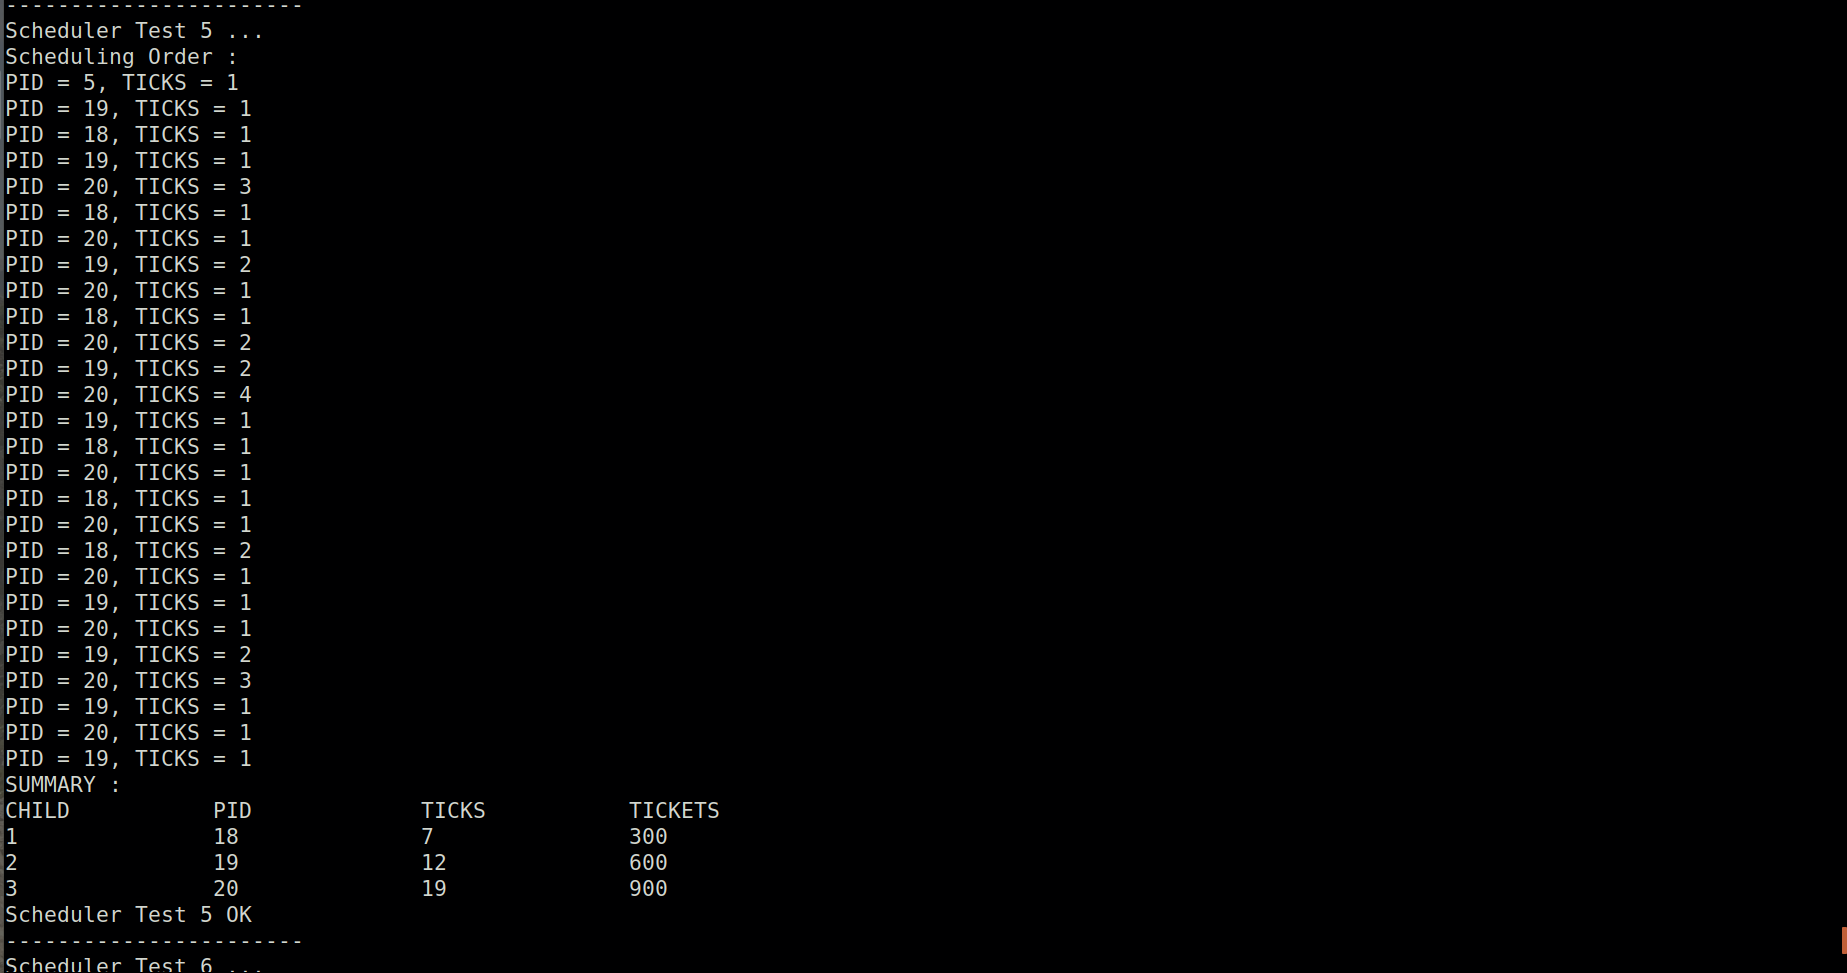 -----------------------
Scheduler Test 5 ...
Scheduling Order :
PID = 5, TICKS = 1
PID = 19, TICKS = 1
PID = 18, TICKS = 1
PID = 19, TICKS = 1
PID = 20, TICKS = 3
PID = 18, TICKS = 1
PID = 20, TICKS = 1
PID = 19, TICKS = 2
PID = 20, TICKS = 1
PID = 18, TICKS = 1
PID = 20, TICKS = 2
PID = 19, TICKS = 2
PID = 20, TICKS = 4
PID = 19, TICKS = 1
PID = 18, TICKS = 1
PID = 20, TICKS = 1
PID = 18, TICKS = 1
PID = 20, TICKS = 1
PID = 18, TICKS = 2
PID = 20, TICKS = 1
PID = 19, TICKS = 1
PID = 20, TICKS = 1
PID = 19, TICKS = 2
PID = 20, TICKS = 3
PID = 19, TICKS = 1
PID = 20, TICKS = 1
PID = 19, TICKS = 1
SUMMARY :
CHILD PID TICKS TICKETS
1 18 7 300
2 19 12 600
3 20 19 900
Scheduler Test 5 OK
-----------------------
Scheduler Test 6 ...